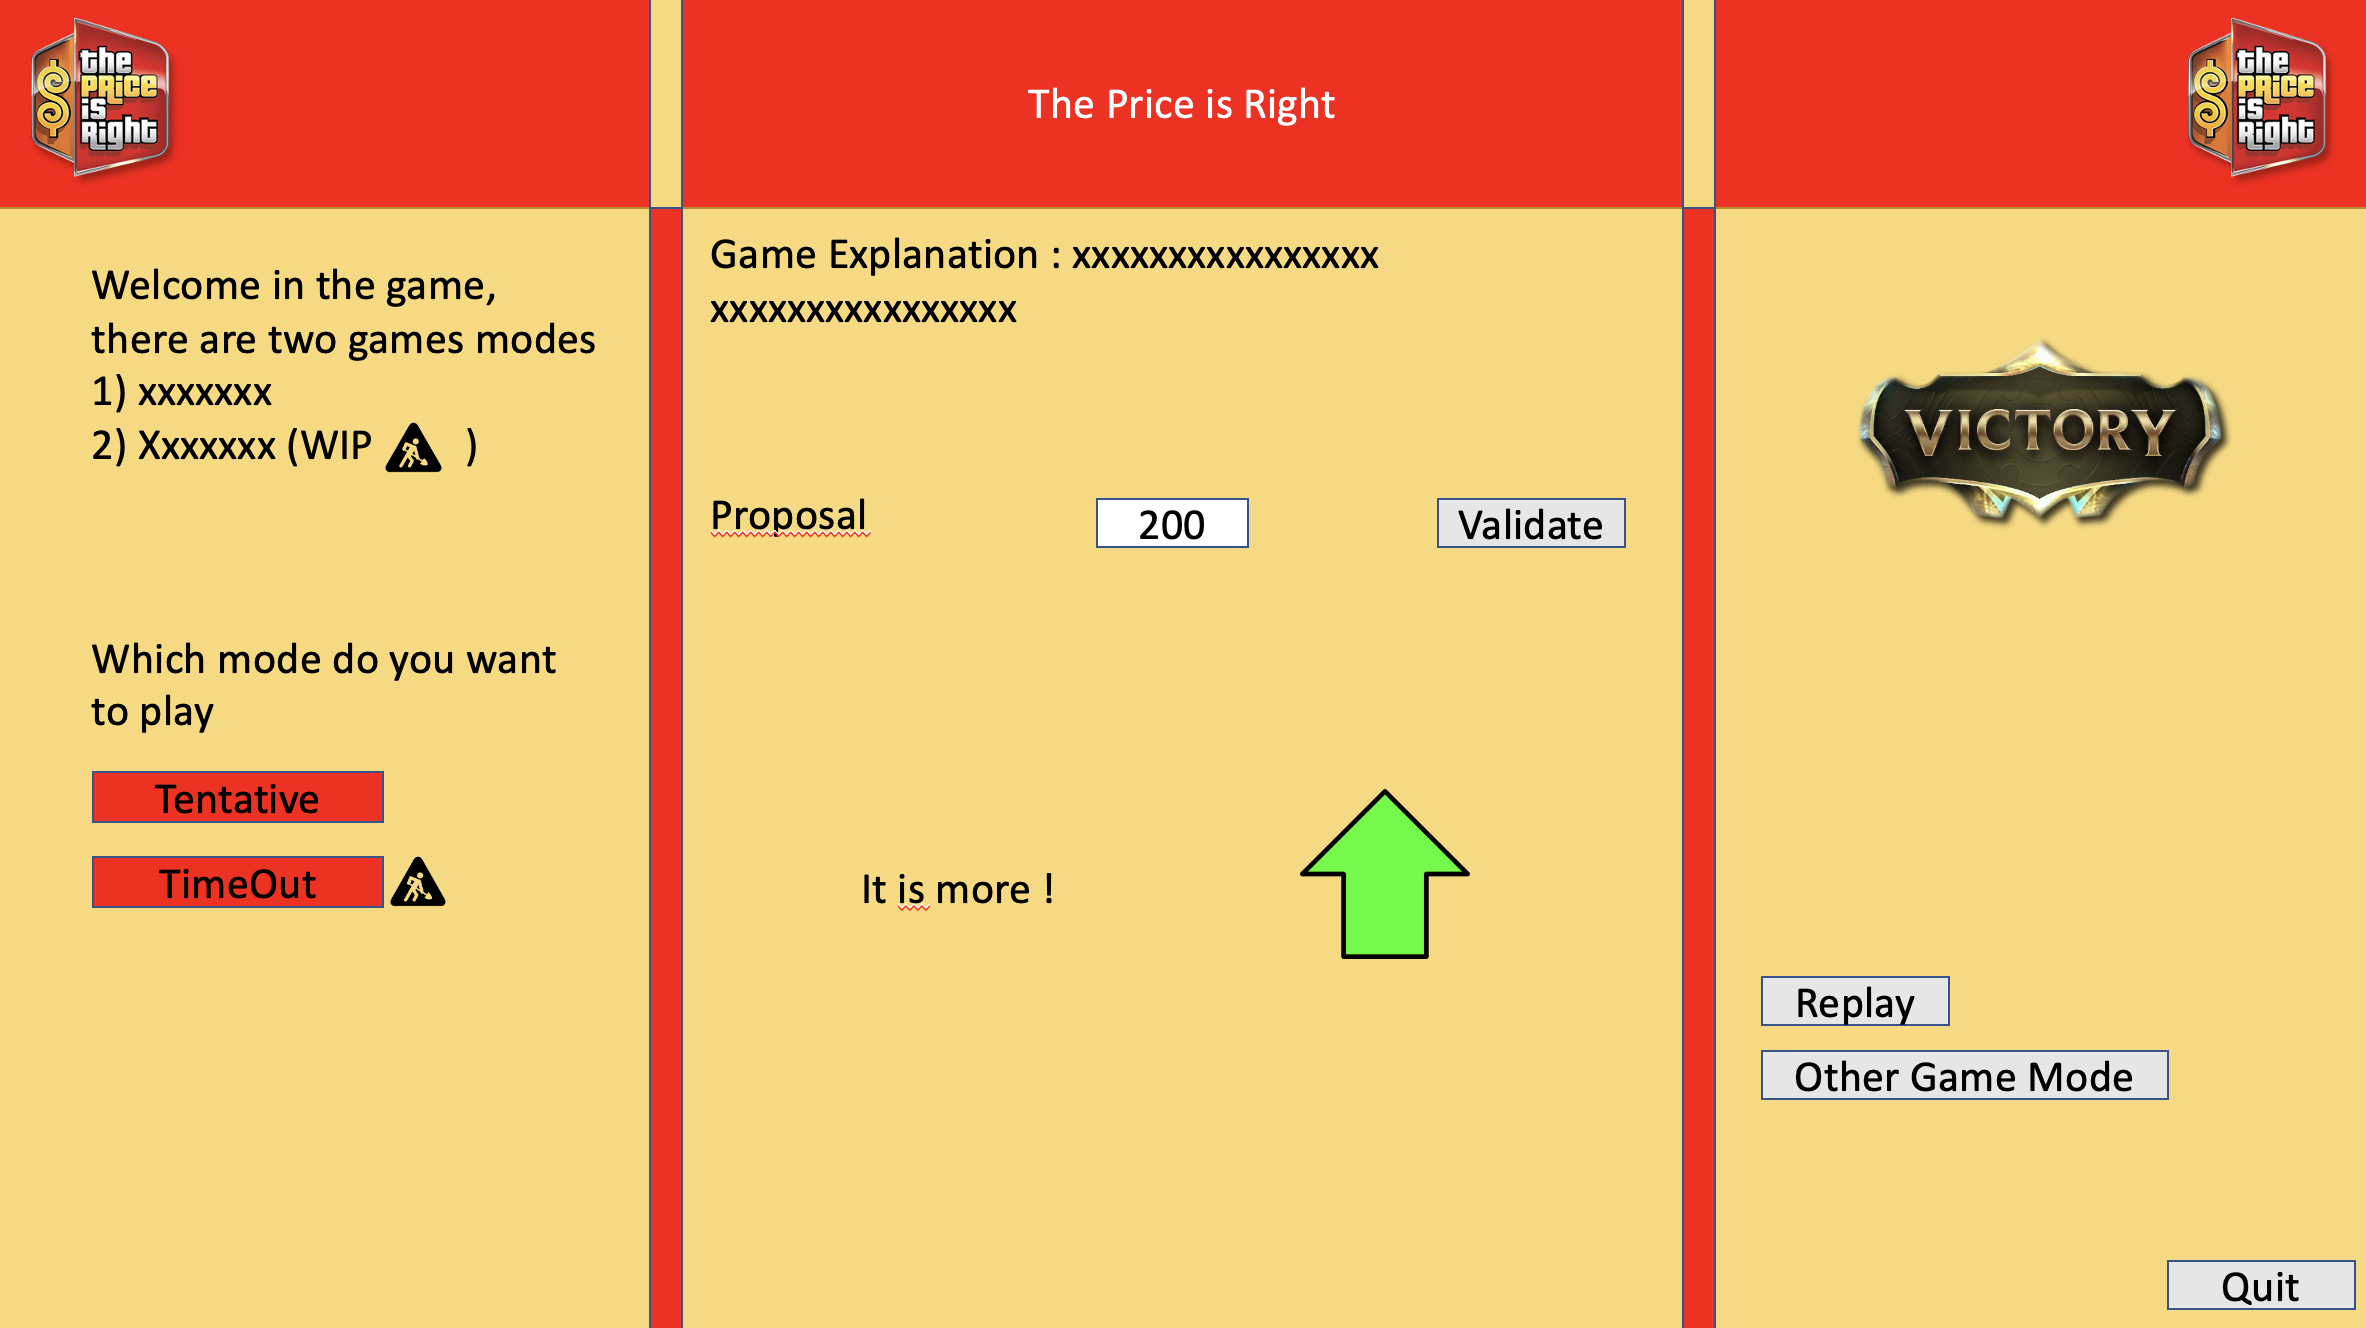 the
PRiCE
is
Right
The Price is Right
the
PRiCE
is
Right
Welcome in the game,
there are two games modes
1) xxxxxxx
2) Xxxxxxx (WIP )
Which mode do you want
to play
Tentative
TimeOut
Game Explanation : xxxxxxxxxxxxxxxx
xxxxxxxxxxxxxxxx
Proposal
200
Validate
It is more !
VICTORY
Replay
Other Game Mode
Quit